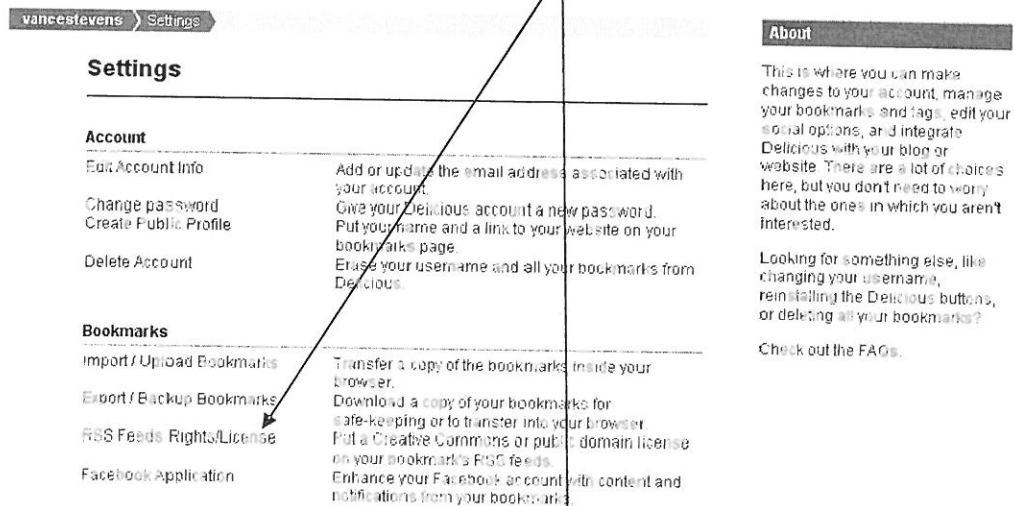 vancestevens Settings
Settings
Account
Edit Account Info
Add or update the email address associated with
your account.
Change password
Give your Delicious account a new password.
Create Public Profile
Put your name and a link to your website on your
bookmarks page.
Delete Account
Erase your username and all your bookmarks from
Delicious.
Bookmarks
Import / Upload Bookmarks
Transfer a copy of the bookmarks inside your
browser.
Export / Backup Bookmarks
Download a copy of your bookmarks for
safe-keeping or to transfer into your browser.
RSS Feeds Rights/License
Put a Creative Commons or public domain license
on your bookmark's RSS feeds.
Facebook Application
Enhance your Facebook account with content and
notifications from your bookmarks.
About
This is where you can make
changes to your account, manage
your bookmarks and tags, edit your
social options, and integrate
Delicious with your blog or
website. There are a lot of choices
here, but you don't need to worry
about the ones in which you aren't
interested.
Looking for something else, like
changing your username,
reinstalling the Delicious buttons,
or deleting all your bookmarks?
Check out the FAQs.